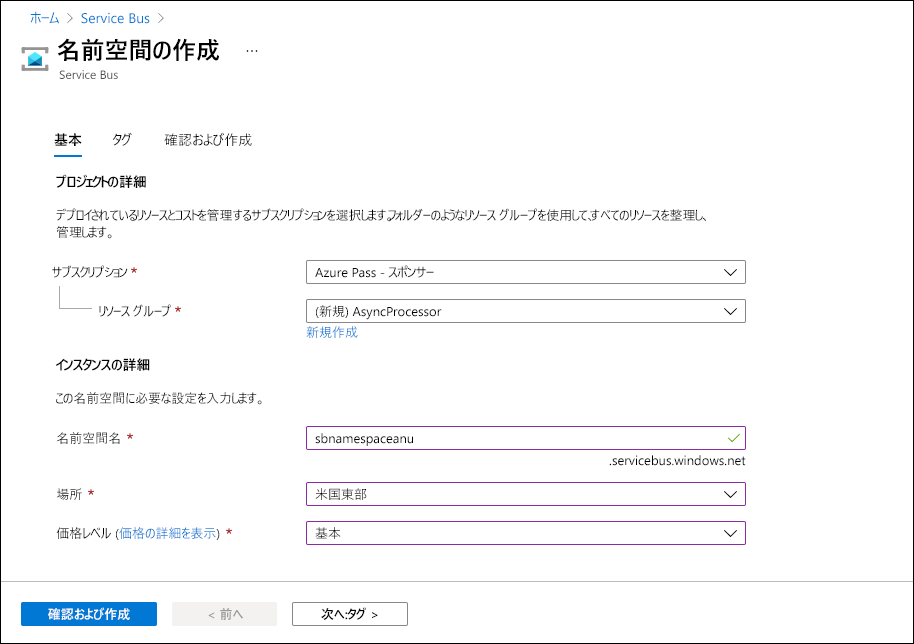 ホーム > Service Bus >
名前空間の作成 ...
Service Bus
基本 タグ 確認および作成
プロジェクトの詳細
デプロイされているリソースとコストを管理するサブスクリプションを選択します。フォルダーのようなリソース グループを使用して、すべてのリソースを整理し、
管理します。
サブスクリプション * Azure Pass - スポンサー
リソース グループ * (新規) AsyncProcessor
新規作成
インスタンスの詳細
この名前空間に必要な設定を入力します。
名前空間名 * sbnamespaceanu
.servicebus.windows.net
場所 * 米国東部
価格レベル (価格の詳細を表示) * 基本
確認および作成 < 前へ 次へ:タグ >